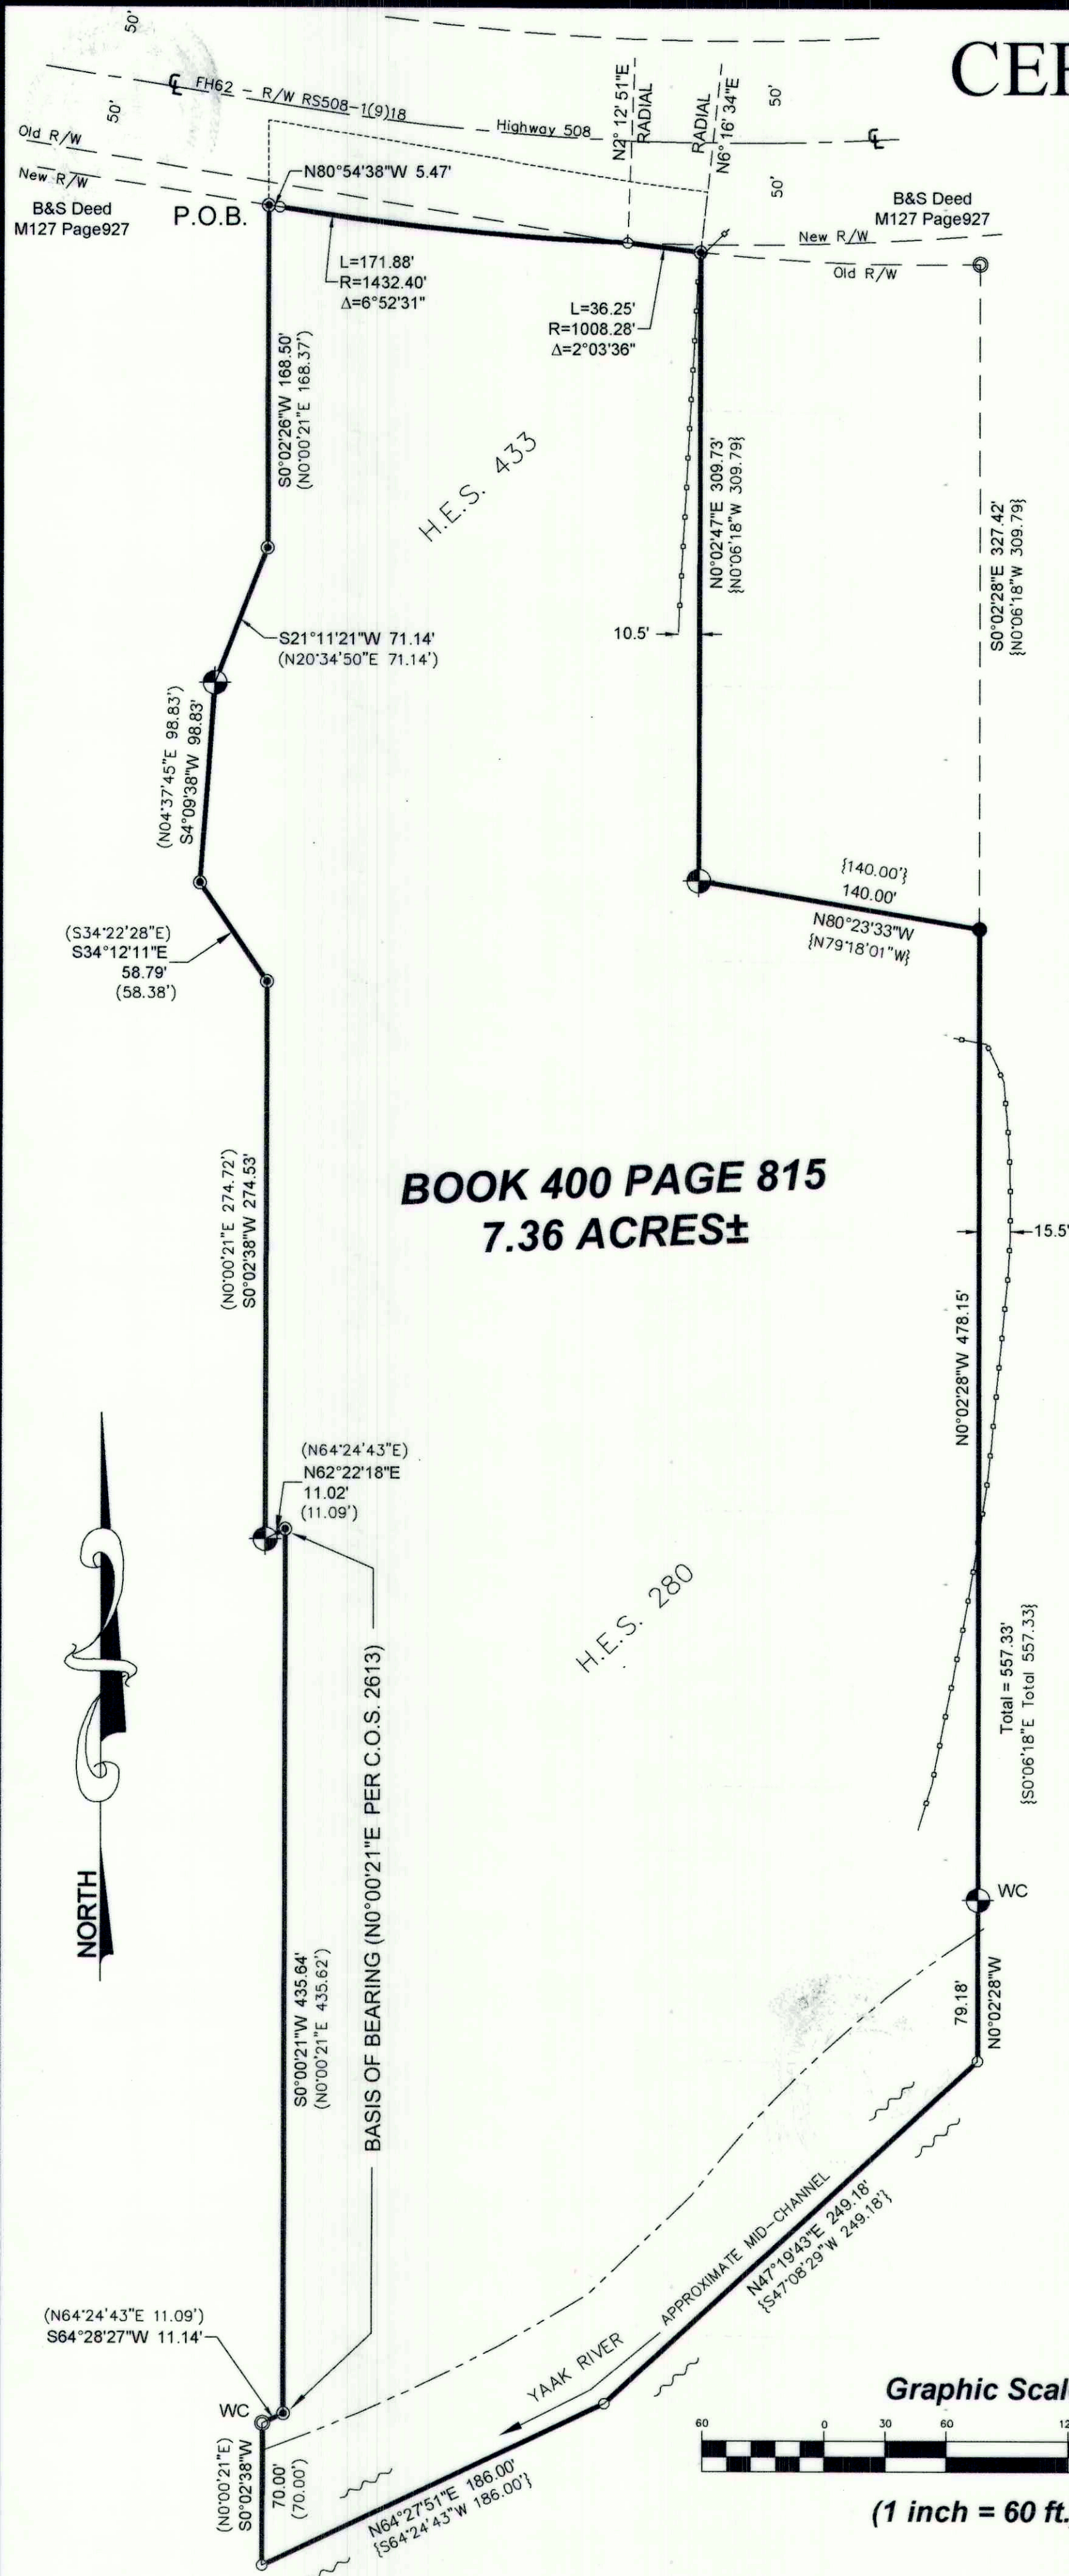 CE
50'
FH62 - R/W RS508-1(9)18
50'
Highway 508
N2° 12' 51"E
RADIAL
RADIAL
N6° 16' 34"E
50'
50'
Old R/W
New R/W
B&S Deed
M127 Page927
P.O.B.
N80°54'38"W 5.47'
B&S Deed
M127 Page927
New R/W
Old R/W
L=171.88'
R=1432.40'
Δ=6°52'31"
L=36.25'
R=1008.28'
Δ=2°03'36"
S0°02'26"W 168.50'
(N0°00'21"E 168.37')
H.E.S. 433
N0°02'47"E 309.73'
{N0°06'18"W 309.79}
S0°02'28"E 327.42'
{N0°06'18"W 309.79}
10.5'
S21°11'21"W 71.14'
(N20°34'50"E 71.14')
(N04°37'45"E 98.83')
S4°09'38"W 98.83'
{140.00'}
140.00'
N80°23'33"W
{N79°18'01"W}
(S34°22'28"E)
S34°12'11"E
58.79'
(58.38')
(N0°00'21"E 274.72')
S0°02'38"W 274.53'
BOOK 400 PAGE 815
7.36 ACRES±
15.5'
N0°02'28"W 478.15'
(N64°24'43"E)
N62°22'18"E
11.02'
(11.09')
H.E.S. 280
BASIS OF BEARING (N0°00'21"E PER C.O.S. 2613)
Total = 557.33'
{S0°06'18"E Total 557.33}
NORTH
WC
S0°00'21"W 435.64'
(N0°00'21"E 435.62')
79.18'
N0°02'28"W
APPROXIMATE MID-CHANNEL
N47°19'43"E 249.18'
{S47°08'29"W 249.18'}
YAAK RIVER
(N64°24'43"E 11.09')
S64°28'27"W 11.14'
WC
(N0°00'21"E)
S0°02'38"W
70.00'
(70.00')
N64°27'51"E 186.00'
{S64°24'43"W 186.00'}
Graphic Scal
60 0 30 60 12
(1 inch = 60 ft.